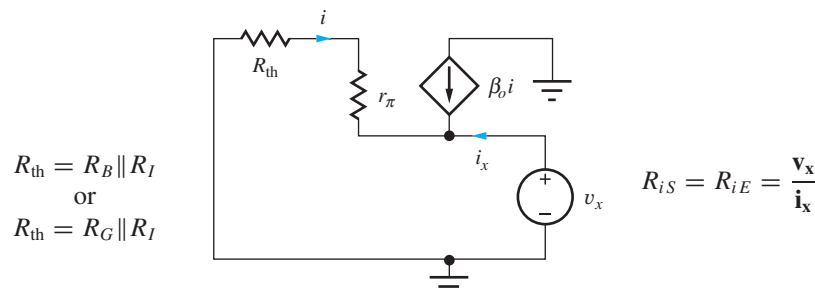 i
R_th
r_π
β_o i
R_th = R_B‖R_I
or
R_th = R_G‖R_I
i_x
+
−
v_x
R_iS = R_iE = v_x / i_x